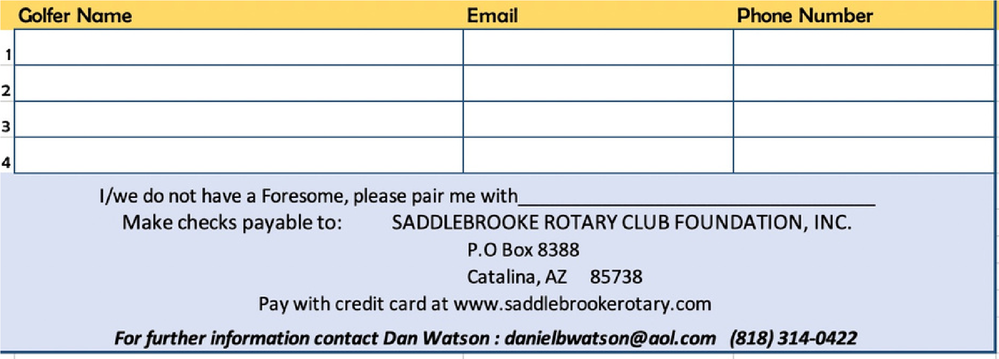 Golfer Name Email Phone Number
1
2
3
4
I/we do not have a Foresome, please pair me with____________________
Make checks payable to: SADDLEBROOKE ROTARY CLUB FOUNDATION, INC.
P.O Box 8388
Catalina, AZ 85738
Pay with credit card at www.saddlebrookerotary.com
For further information contact Dan Watson : danielbwatson@aol.com (818) 314-0422